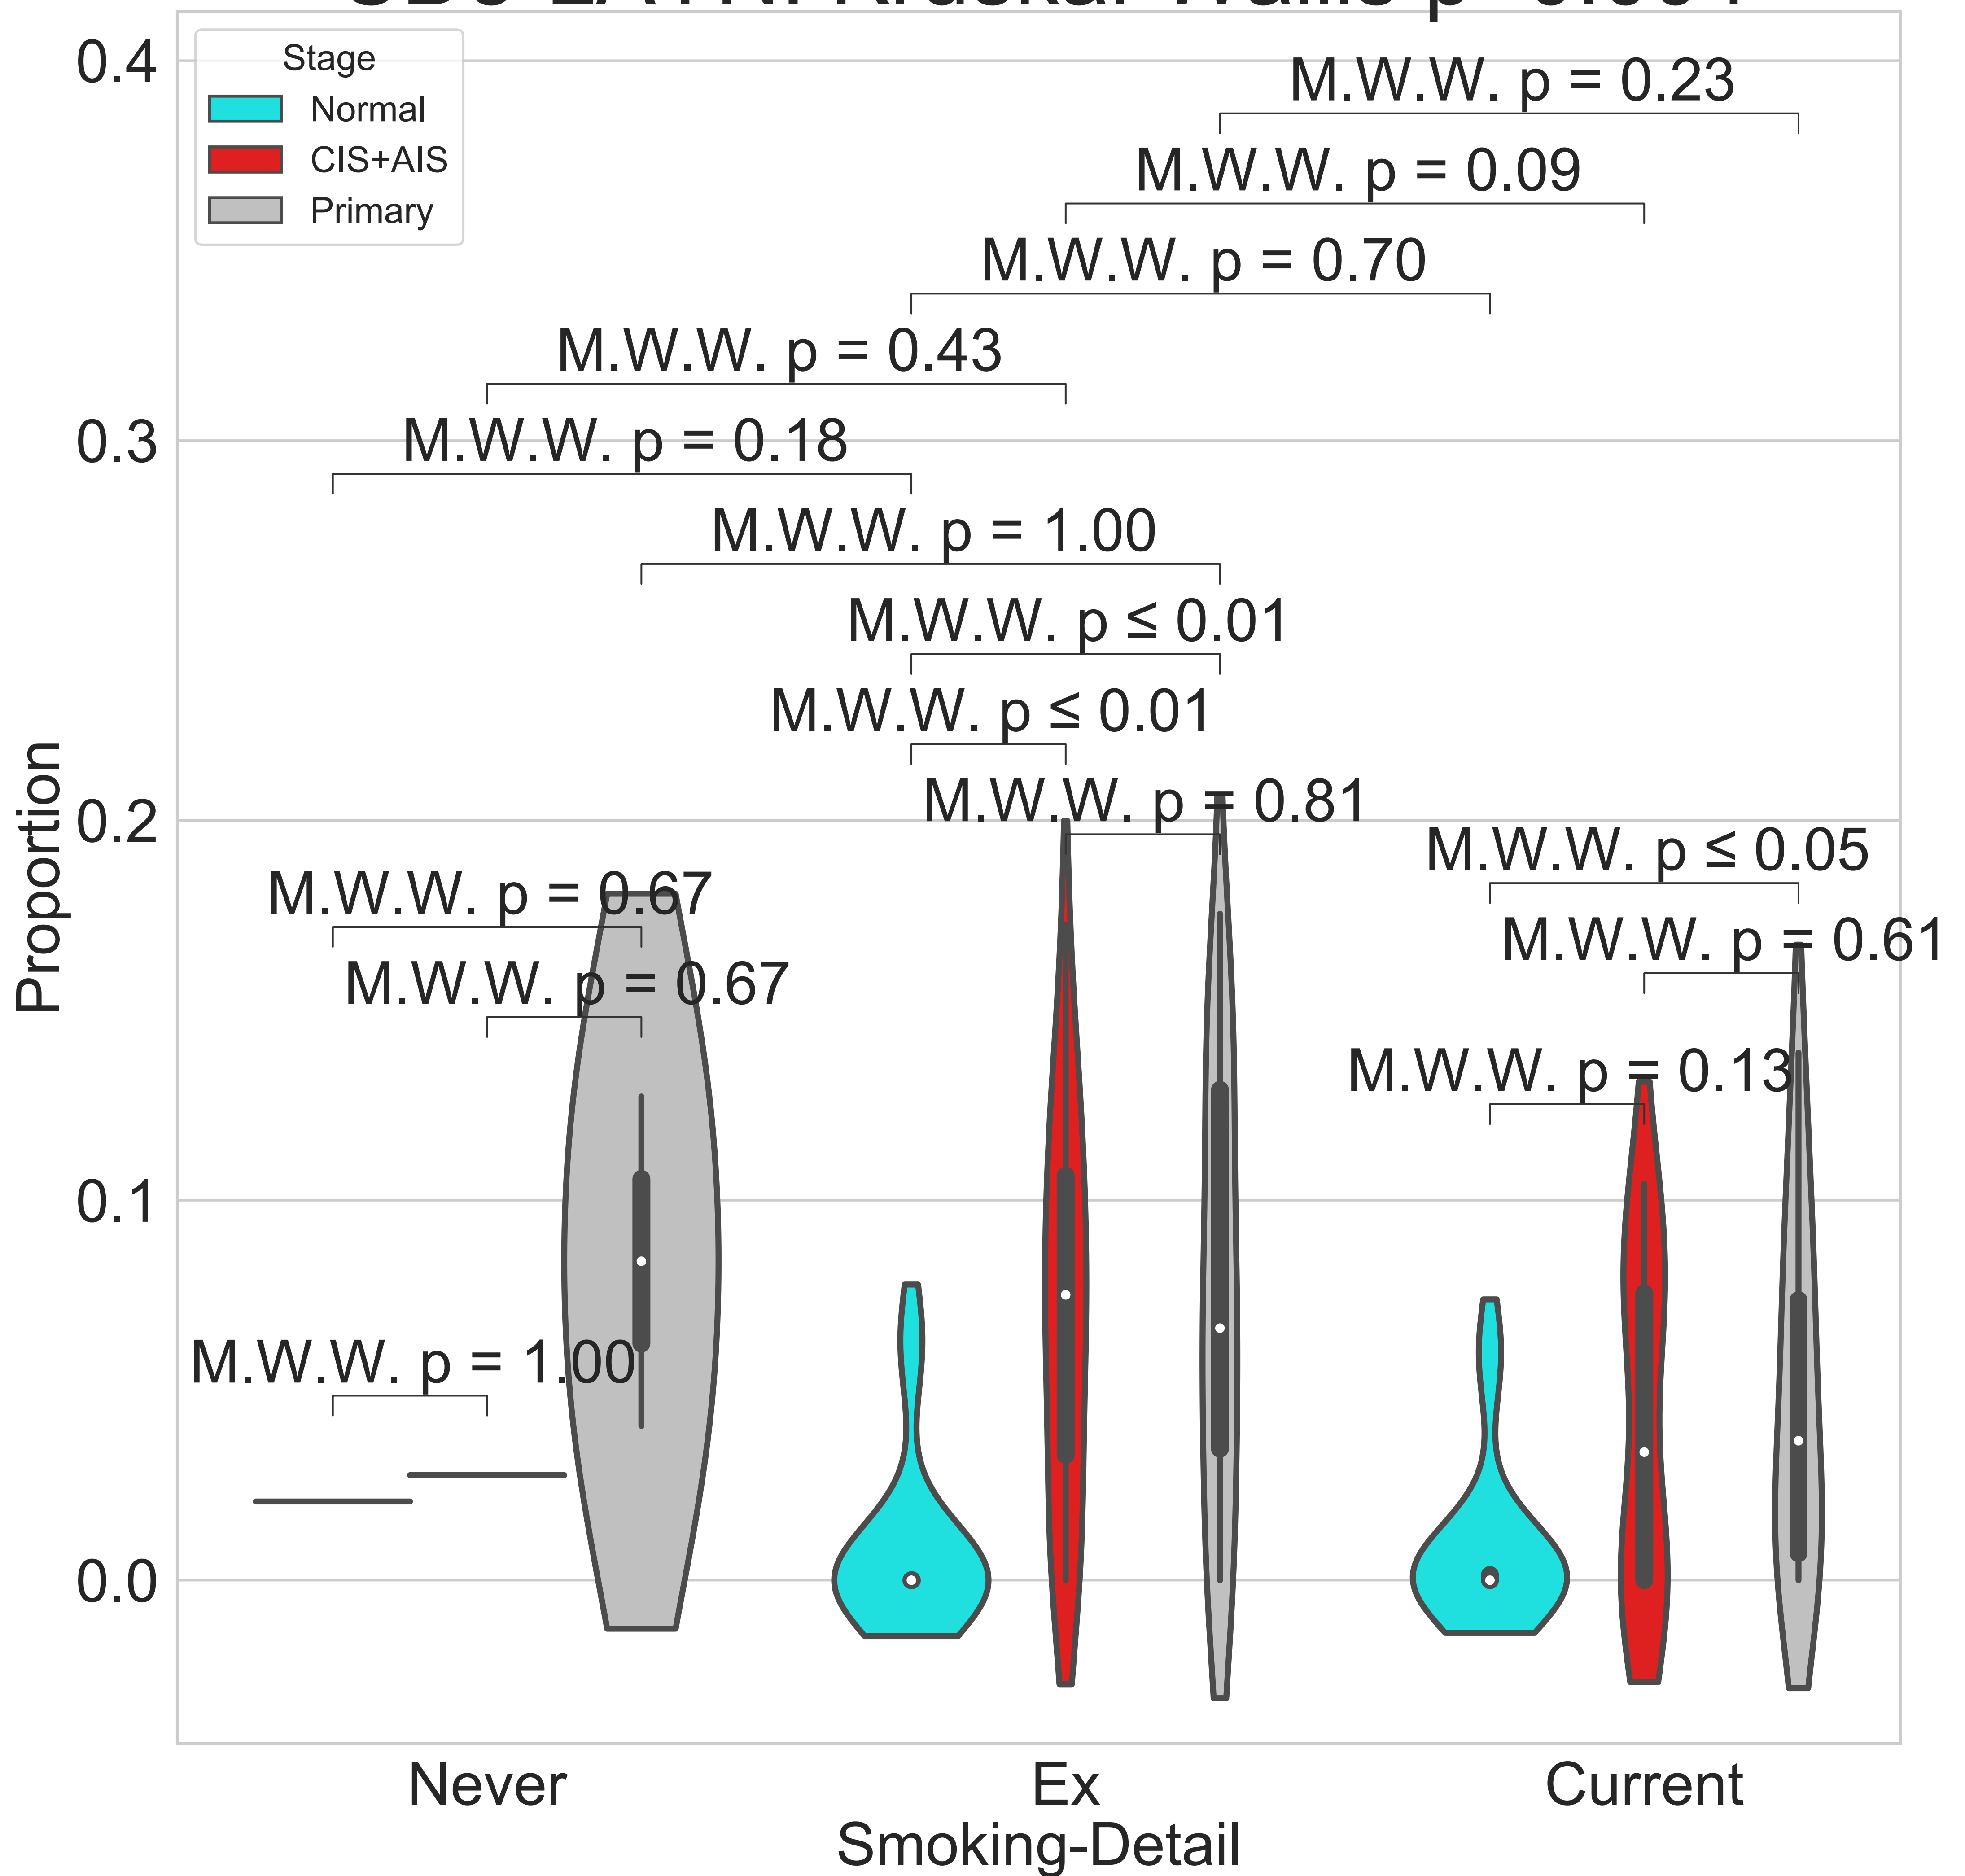 Stage
Normal
CIS+AIS
Primary
0.4
0.3
0.2
0.1
0.0
Proportion
M.W.W. p = 0.23
M.W.W. p = 0.09
M.W.W. p = 0.70
M.W.W. p = 0.43
M.W.W. p = 0.18
M.W.W. p = 1.00
M.W.W. p ≤ 0.01
M.W.W. p ≤ 0.01
M.W.W. p = 0.81
M.W.W. p ≤ 0.05
M.W.W. p = 0.67
M.W.W. p = 0.61
M.W.W. p = 0.67
M.W.W. p = 0.13
M.W.W. p = 1.00
Never
Ex
Current
Smoking-Detail